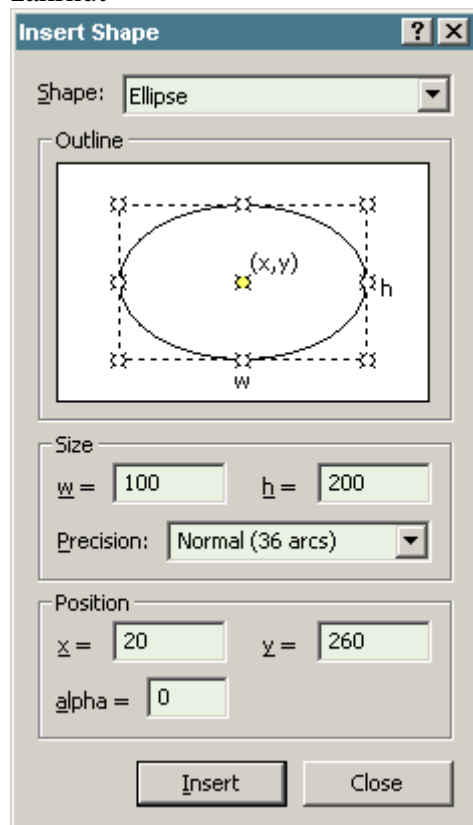 Insert Shape
Shape: Ellipse
Outline
(x,y)
h
w
Size
w = 100 h = 200
Precision: Normal (36 arcs)
Position
x = 20 y = 260
alpha = 0
Insert Close